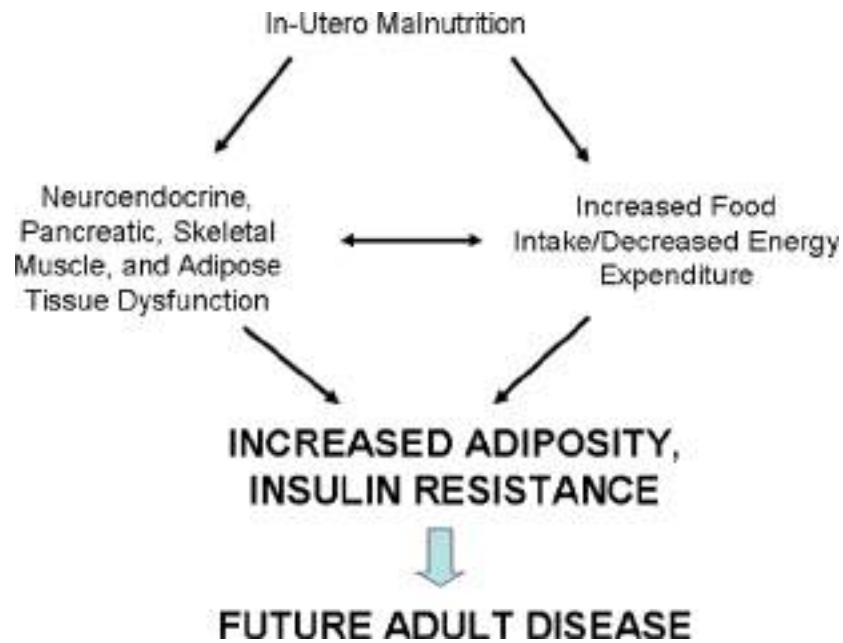 In-Utero Malnutrition
Neuroendocrine,
Pancreatic, Skeletal
Muscle, and Adipose
Tissue Dysfunction
Increased Food
Intake/Decreased Energy
Expenditure
INCREASED ADIPOSITY,
INSULIN RESISTANCE
FUTURE ADULT DISEASE